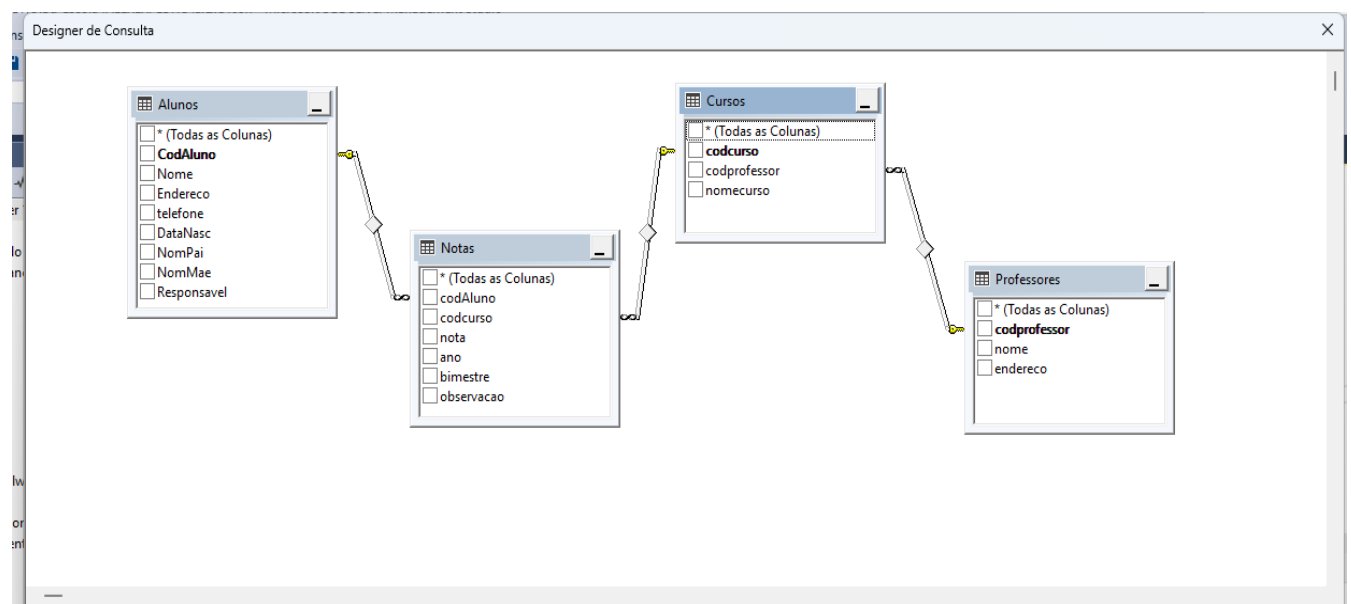 Designer de Consulta
Alunos
* (Todas as Colunas)
CodAluno
Nome
Endereco
telefone
DataNasc
NomPai
NomMae
Responsavel
Notas
* (Todas as Colunas)
codAluno
codcurso
nota
ano
bimestre
observacao
Cursos
* (Todas as Colunas)
codcurso
codprofessor
nomecurso
Professores
* (Todas as Colunas)
codprofessor
nome
endereco